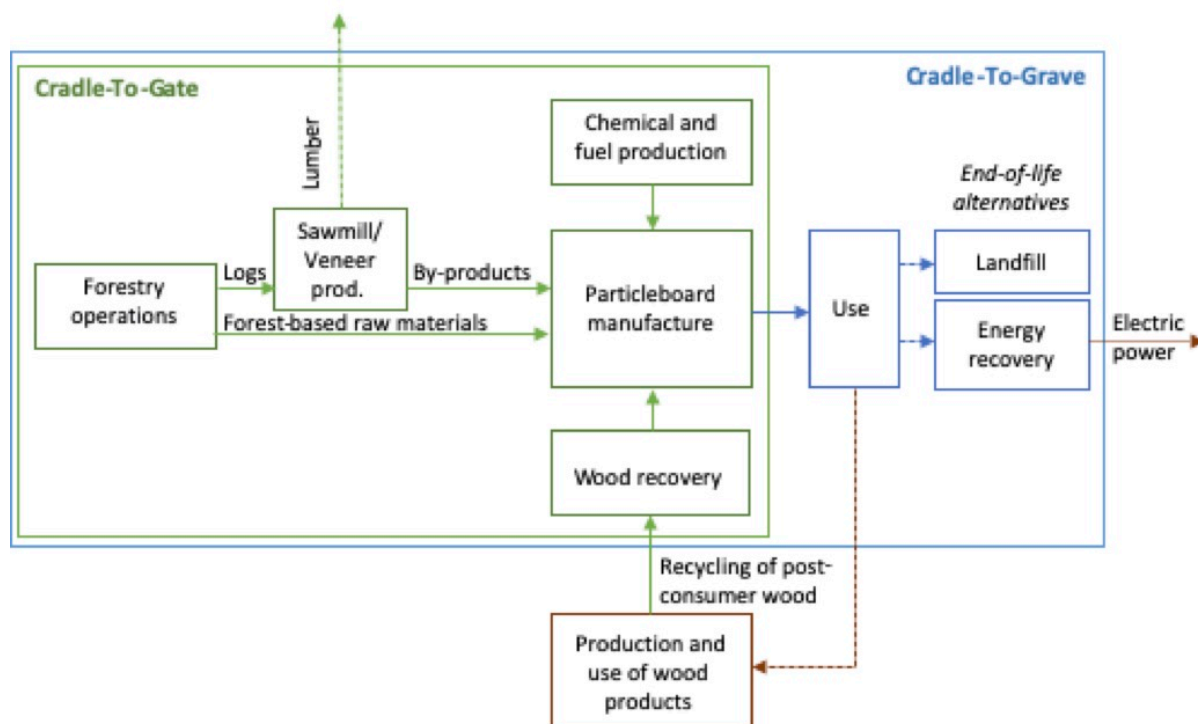 Cradle-To-Gate
Cradle-To-Grave
Lumber
Chemical and
fuel production
End-of-life
alternatives
Sawmill/
Veneer
prod.
Logs
By-products
Forestry
operations
Forest-based raw materials
Particleboard
manufacture
Use
Landfill
Energy
recovery
Electric
power
Wood recovery
Recycling of post-
consumer wood
Production and
use of wood
products